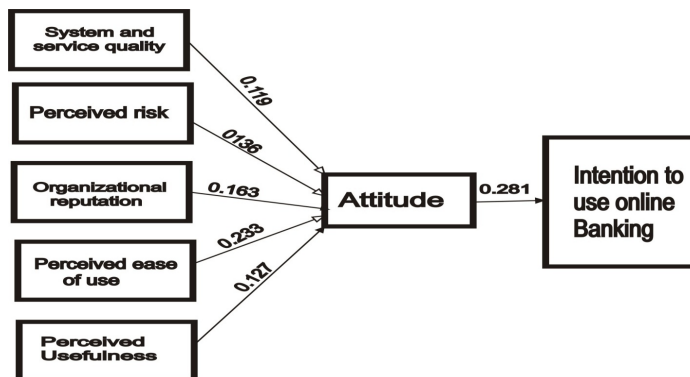 System and
service quality
0.119
Perceived risk
0136
Organizational
reputation
0.163
Perceived ease
of use
0.233
Perceived
Usefulness
0.127
Attitude
0.281
Intention to
use online
Banking